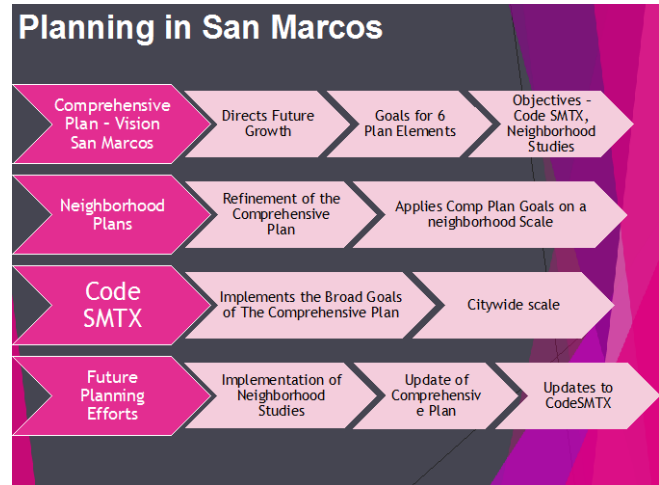 Planning in San Marcos
Comprehensive
Plan – Vision
San Marcos
Directs Future
Growth
Goals for 6
Plan Elements
Objectives –
Code SMTX,
Neighborhood
Studies
Neighborhood
Plans
Refinement of the
Comprehensive
Plan
Applies Comp Plan Goals on a
neighborhood Scale
Code
SMTX
Implements the Broad Goals
of The Comprehensive Plan
Citywide scale
Future
Planning
Efforts
Implementation of
Neighborhood
Studies
Update of
Comprehensiv
e Plan
Updates to
CodeSMTX